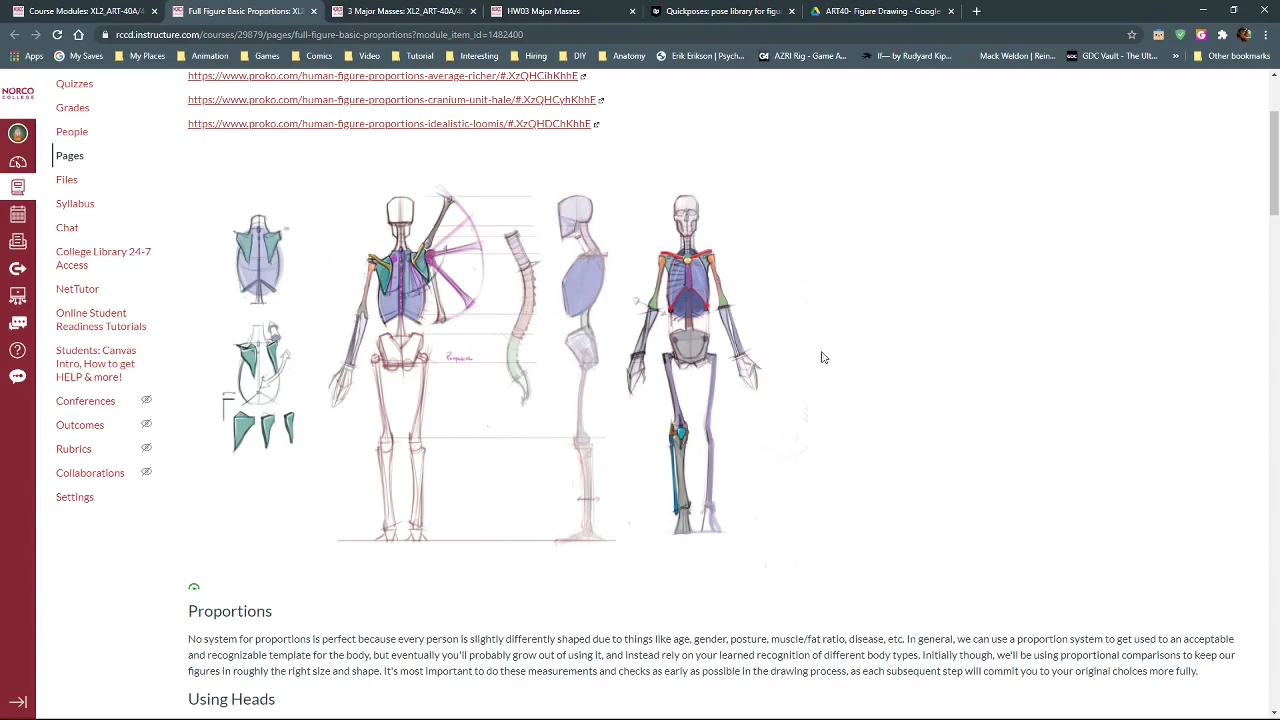 Course Modules: XL2_ART-40A/4
Full Figure Basic Proportions: XL2
3 Major Masses: XL2_ART-40A/40
HW03 Major Masses
Quickposes: pose library for figu
ART40- Figure Drawing - Google
rccd.instructure.com/courses/29879/pages/full-figure-basic-proportions?module_item_id=1482400
Apps
My Saves
My Places
Animation
Games
Comics
Video
Tutorial
Interests
Hiring
DIY
Anatomy
Erik Erikson | Psych...
AZRI Rig - Game A...
If— by Rudyard Kip...
Mack Weldon | Rein...
GDC Vault - The Ult...
»
Other bookmarks
NORCO
COLLEGE
Quizzes
Grades
People
Pages
Files
Syllabus
Chat
College Library 24-7
Access
NetTutor
Online Student
Readiness Tutorials
Students: Canvas
Intro, How to get
HELP & more!
Conferences
Outcomes
Rubrics
Collaborations
Settings
https://www.proko.com/human-figure-proportions-average-richer/#.XzQHCihKhhE
https://www.proko.com/human-figure-proportions-cranium-unit-hale/#.XzQHCyhKhhE
https://www.proko.com/human-figure-proportions-idealistic-loomis/#.XzQHDChKhhE
Proportions
No system for proportions is perfect because every person is slightly differently shaped due to things like age, gender, posture, muscle/fat ratio, disease, etc. In general, we can use a proportion system to get used to an acceptable
and recognizable template for the body, but eventually you'll probably grow out of using it, and instead rely on your learned recognition of different body types. Initially though, we'll be using proportional comparisons to keep our
figures in roughly the right size and shape. It's most important to do these measurements and checks as early as possible in the drawing process, as each subsequent step will commit you to your original choices more fully.
Using Heads